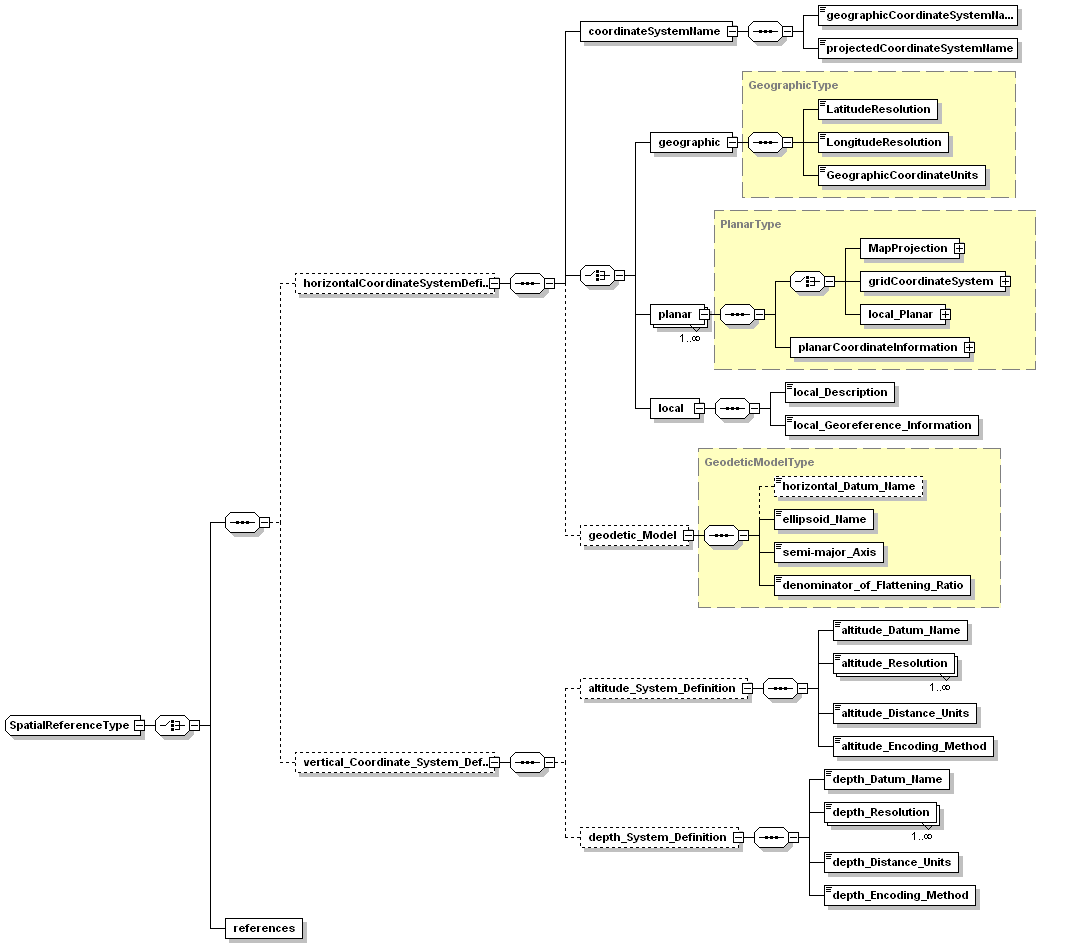 geographicCoordinateSystemNa...
coordinateSystemName
projectedCoordinateSystemName
GeographicType
LatitudeResolution
geographic
LongitudeResolution
GeographicCoordinateUnits
PlanarType
MapProjection
horizontalCoordinateSystemDefi..
gridCoordinateSystem
planar
local_Planar
1..∞
planarCoordinateInformation
local_Description
local
local_Georeference_Information
GeodeticModelType
horizontal_Datum_Name
ellipsoid_Name
geodetic_Model
semi-major_Axis
denominator_of_Flattening_Ratio
altitude_Datum_Name
altitude_Resolution
1..∞
altitude_System_Definition
altitude_Distance_Units
SpatialReferenceType
altitude_Encoding_Method
vertical_Coordinate_System_Def..
depth_Datum_Name
depth_Resolution
1..∞
depth_System_Definition
depth_Distance_Units
depth_Encoding_Method
references